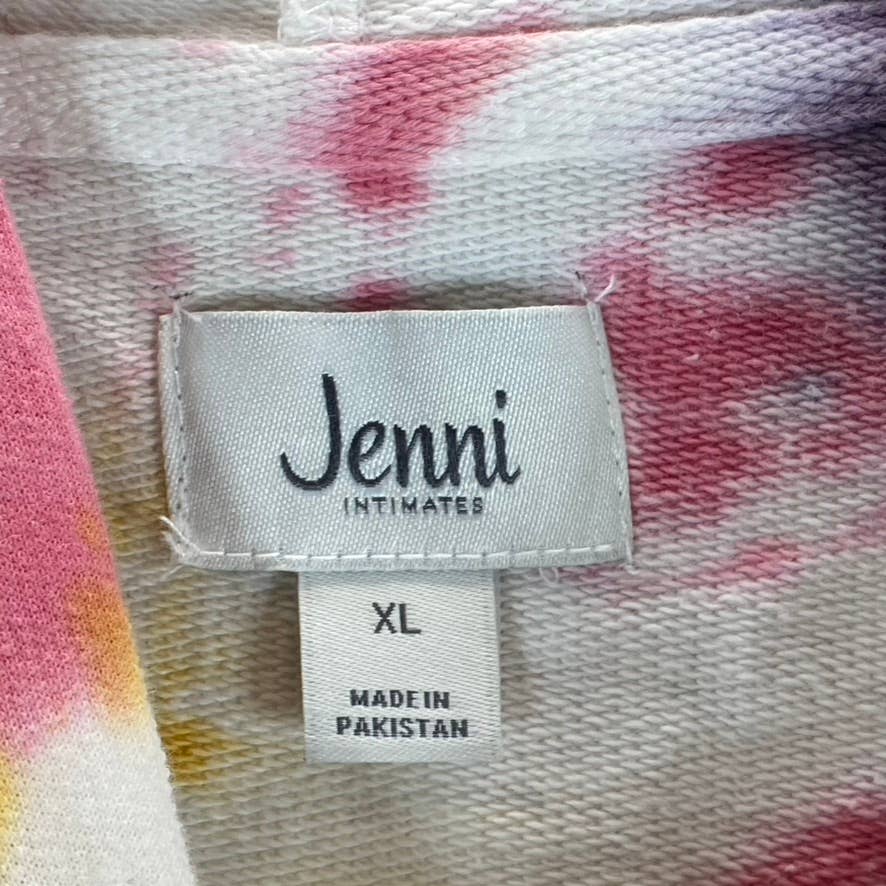 Jenni
INTIMATES
XL
MADE IN
PAKISTAN